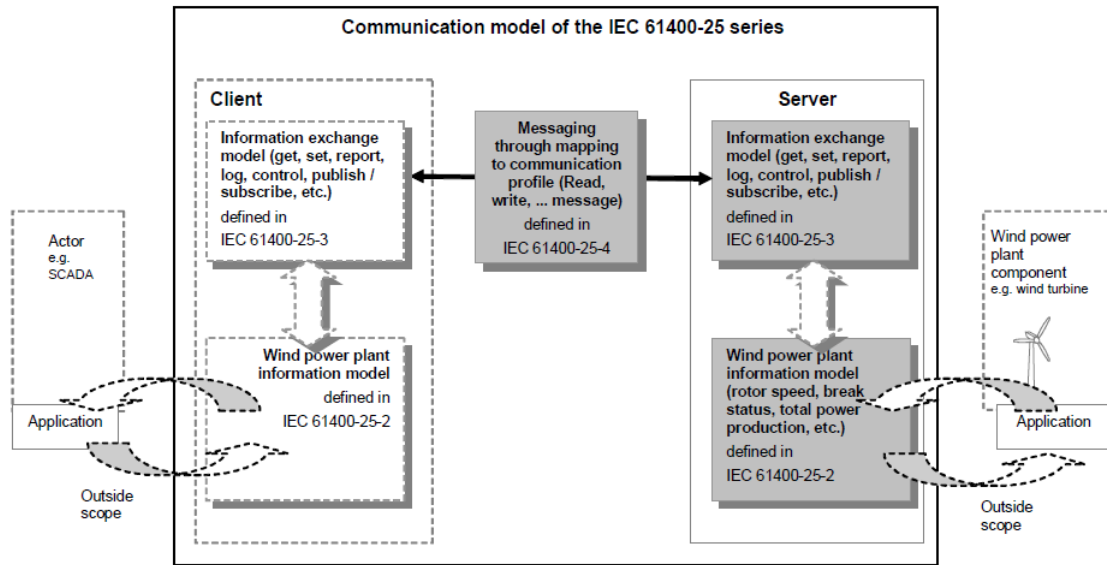 Communication model of the IEC 61400-25 series
Client
Information exchange
model (get, set, report,
log, control, publish /
subscribe, etc.)
defined in
IEC 61400-25-3
Wind power plant
information model
defined in
IEC 61400-25-2
Messaging
through mapping
to communication
profile (Read,
write, ... message)
defined in
IEC 61400-25-4
Server
Information exchange
model (get, set, report,
log, control, publish /
subscribe, etc.)
defined in
IEC 61400-25-3
Wind power plant
information model
(rotor speed, break
status, total power
production, etc.)
defined in
IEC 61400-25-2
Actor
e.g.
SCADA
Application
Outside
scope
Wind power
plant
component
e.g. wind turbine
Application
Outside
scope